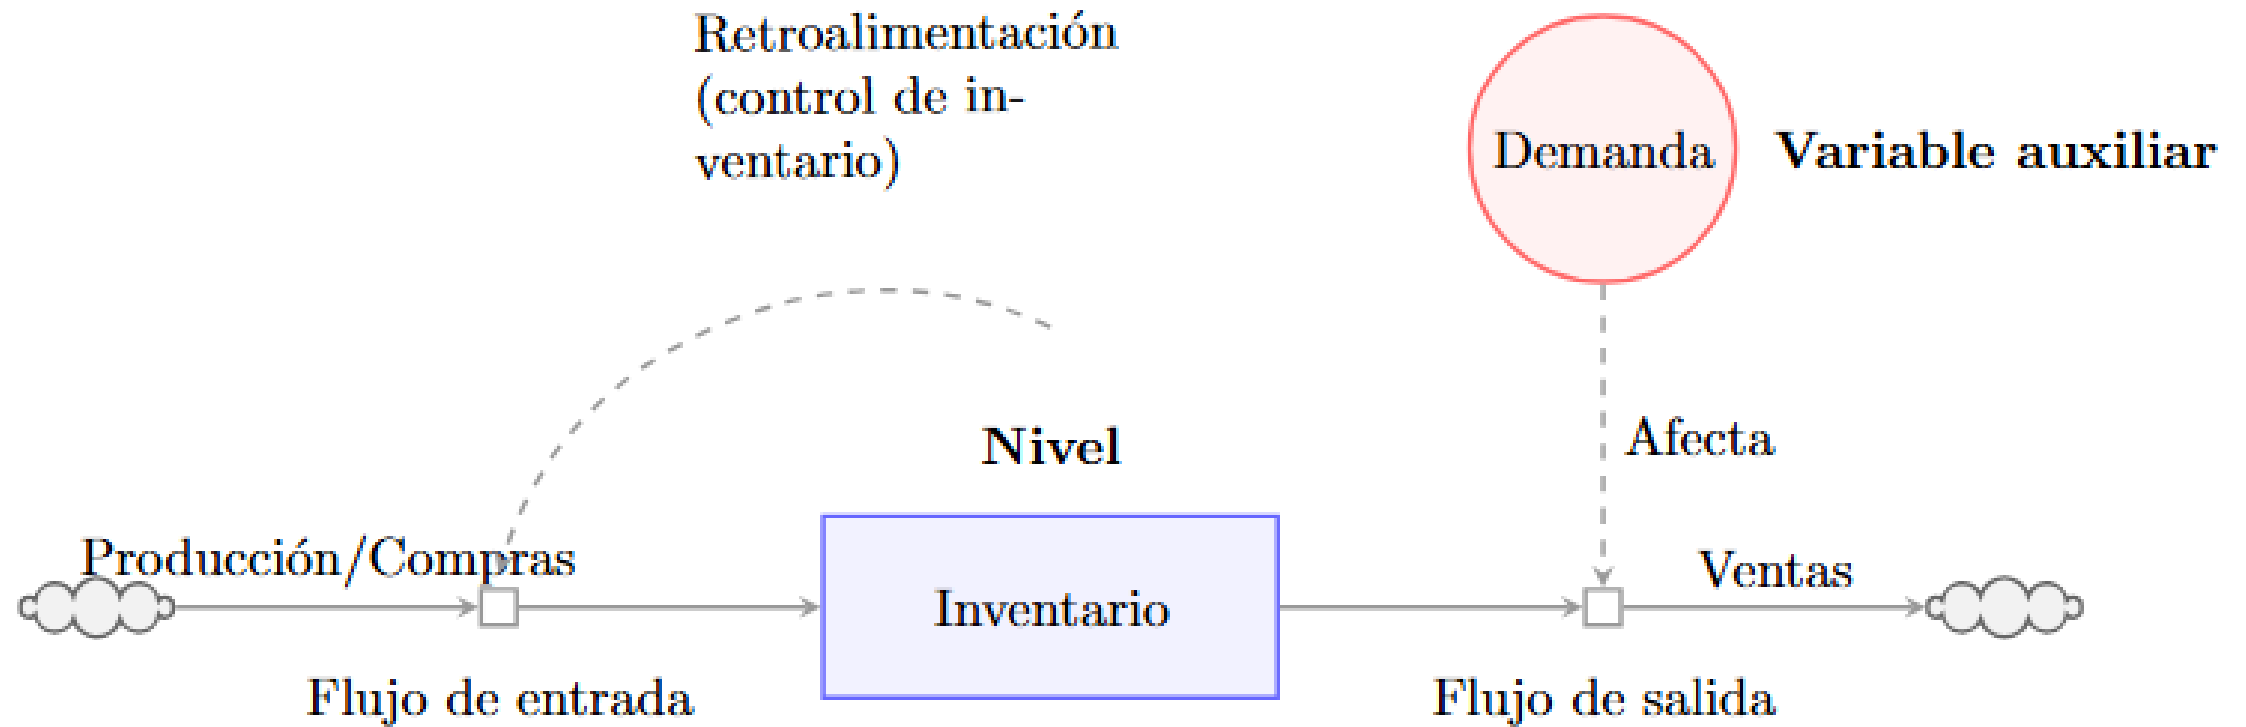 Retroalimentación
(control de in-
ventario)
Demanda
Variable auxiliar
Afecta
Nivel
Producción/Compras
Ventas
Inventario
Flujo de entrada
Flujo de salida